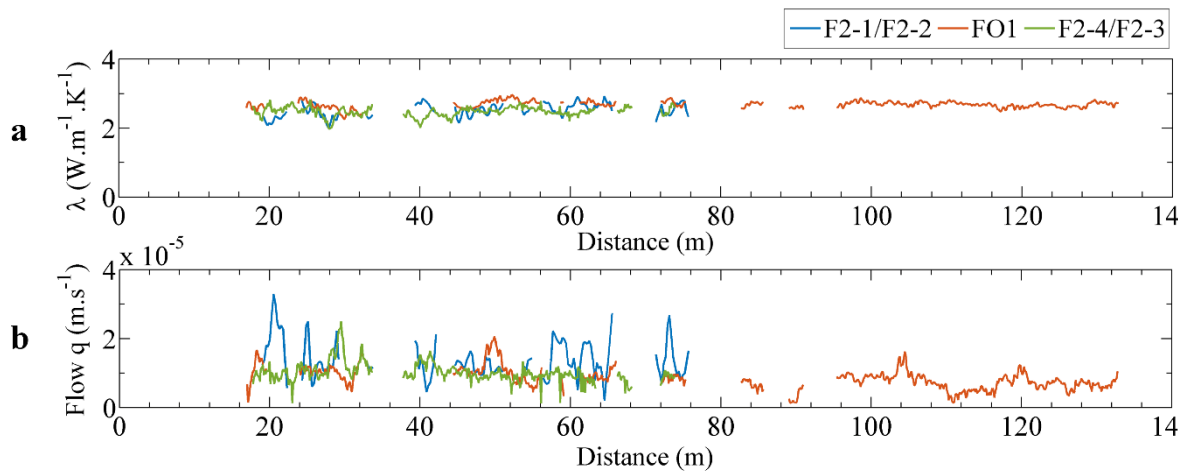 F2-1/F2-2 FO1 F2-4/F2-3
a
λ (W.m⁻¹.K⁻¹)
4
2
0
0 20 40 60 80 100 120 14
Distance (m)
b
Flow q (m.s⁻¹)
× 10⁻⁵
4
2
0
0 20 40 60 80 100 120 14
Distance (m)